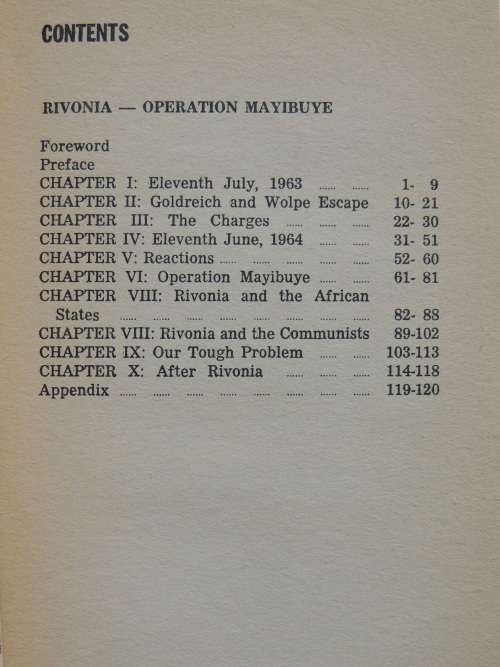 CONTENTS
RIVONIA — OPERATION MAYIBUYE
Foreword
Preface
CHAPTER I: Eleventh July, 1963 ...... ...... 1- 9
CHAPTER II: Goldreich and Wolpe Escape 10- 21
CHAPTER III: The Charges ...... ...... ...... 22- 30
CHAPTER IV: Eleventh June, 1964 ...... ...... 31- 51
CHAPTER V: Reactions ...... ...... ...... ...... ...... 52- 60
CHAPTER VI: Operation Mayibuye ...... ...... 61- 81
CHAPTER VIII: Rivonia and the African
States ...... ...... ...... ...... ...... ...... ...... 82- 88
CHAPTER VIII: Rivonia and the Communists 89-102
CHAPTER IX: Our Tough Problem ...... ...... 103-113
CHAPTER X: After Rivonia ...... ...... ...... 114-118
Appendix ...... ...... ...... ...... ...... ...... ...... ...... 119-120